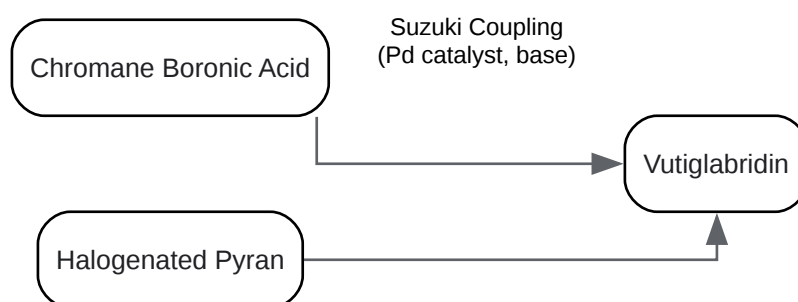 Suzuki Coupling
(Pd catalyst, base)
Chromane Boronic Acid
Vutiglabridin
Halogenated Pyran